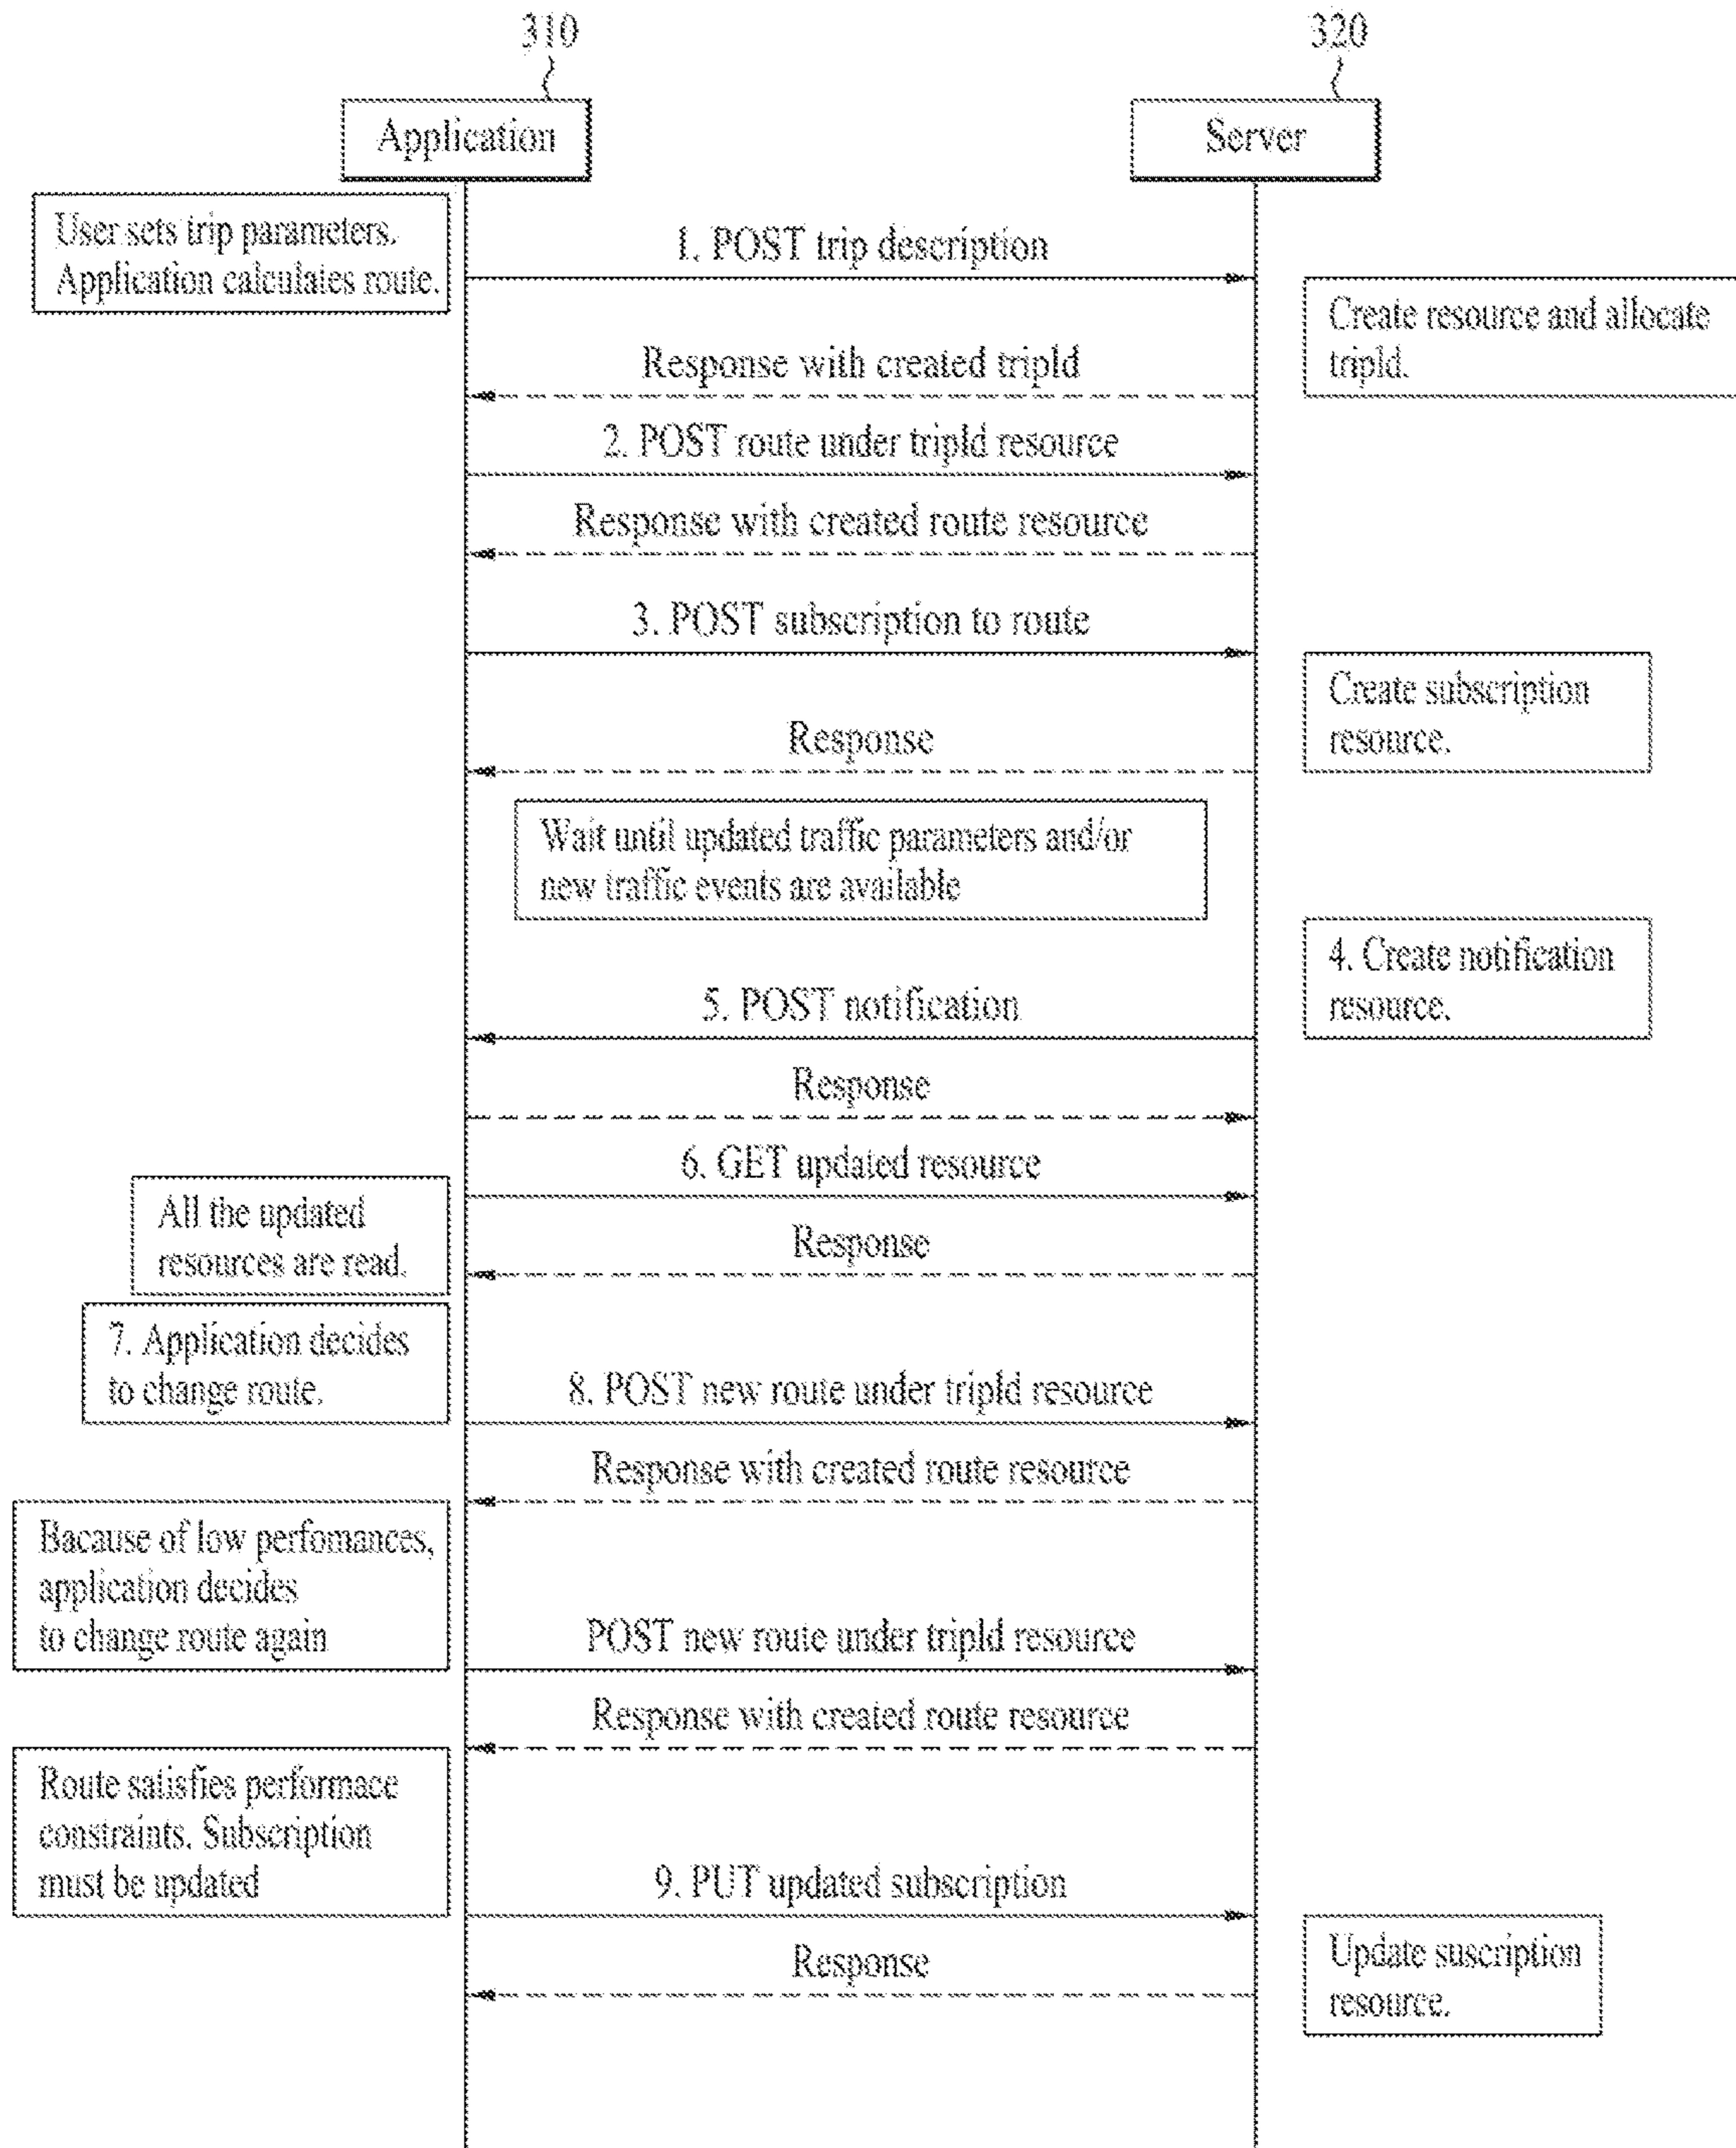 310
320
Application
Server
User sets trip parameters.
Application calculates route.
1. POST trip description
Create resource and allocate
tripId.
Response with created tripId
2. POST route under tripId resource
Response with created route resource
3. POST subscription to route
Create subscription
resource.
Response
Wait until updated traffic parameters and/or
new traffic events are available
4. Create notification
resource.
5. POST notification
Response
6. GET updated resource
All the updated
resources are read.
Response
7. Application decides
to change route.
8. POST new route under tripId resource
Response with created route resource
Bacause of low perfomances,
application decides
to change route again
POST new route under tripId resource
Response with created route resource
Route satisfies performace
constraints. Subscription
must be updated
9. PUT updated subscription
Update suscription
resource.
Response